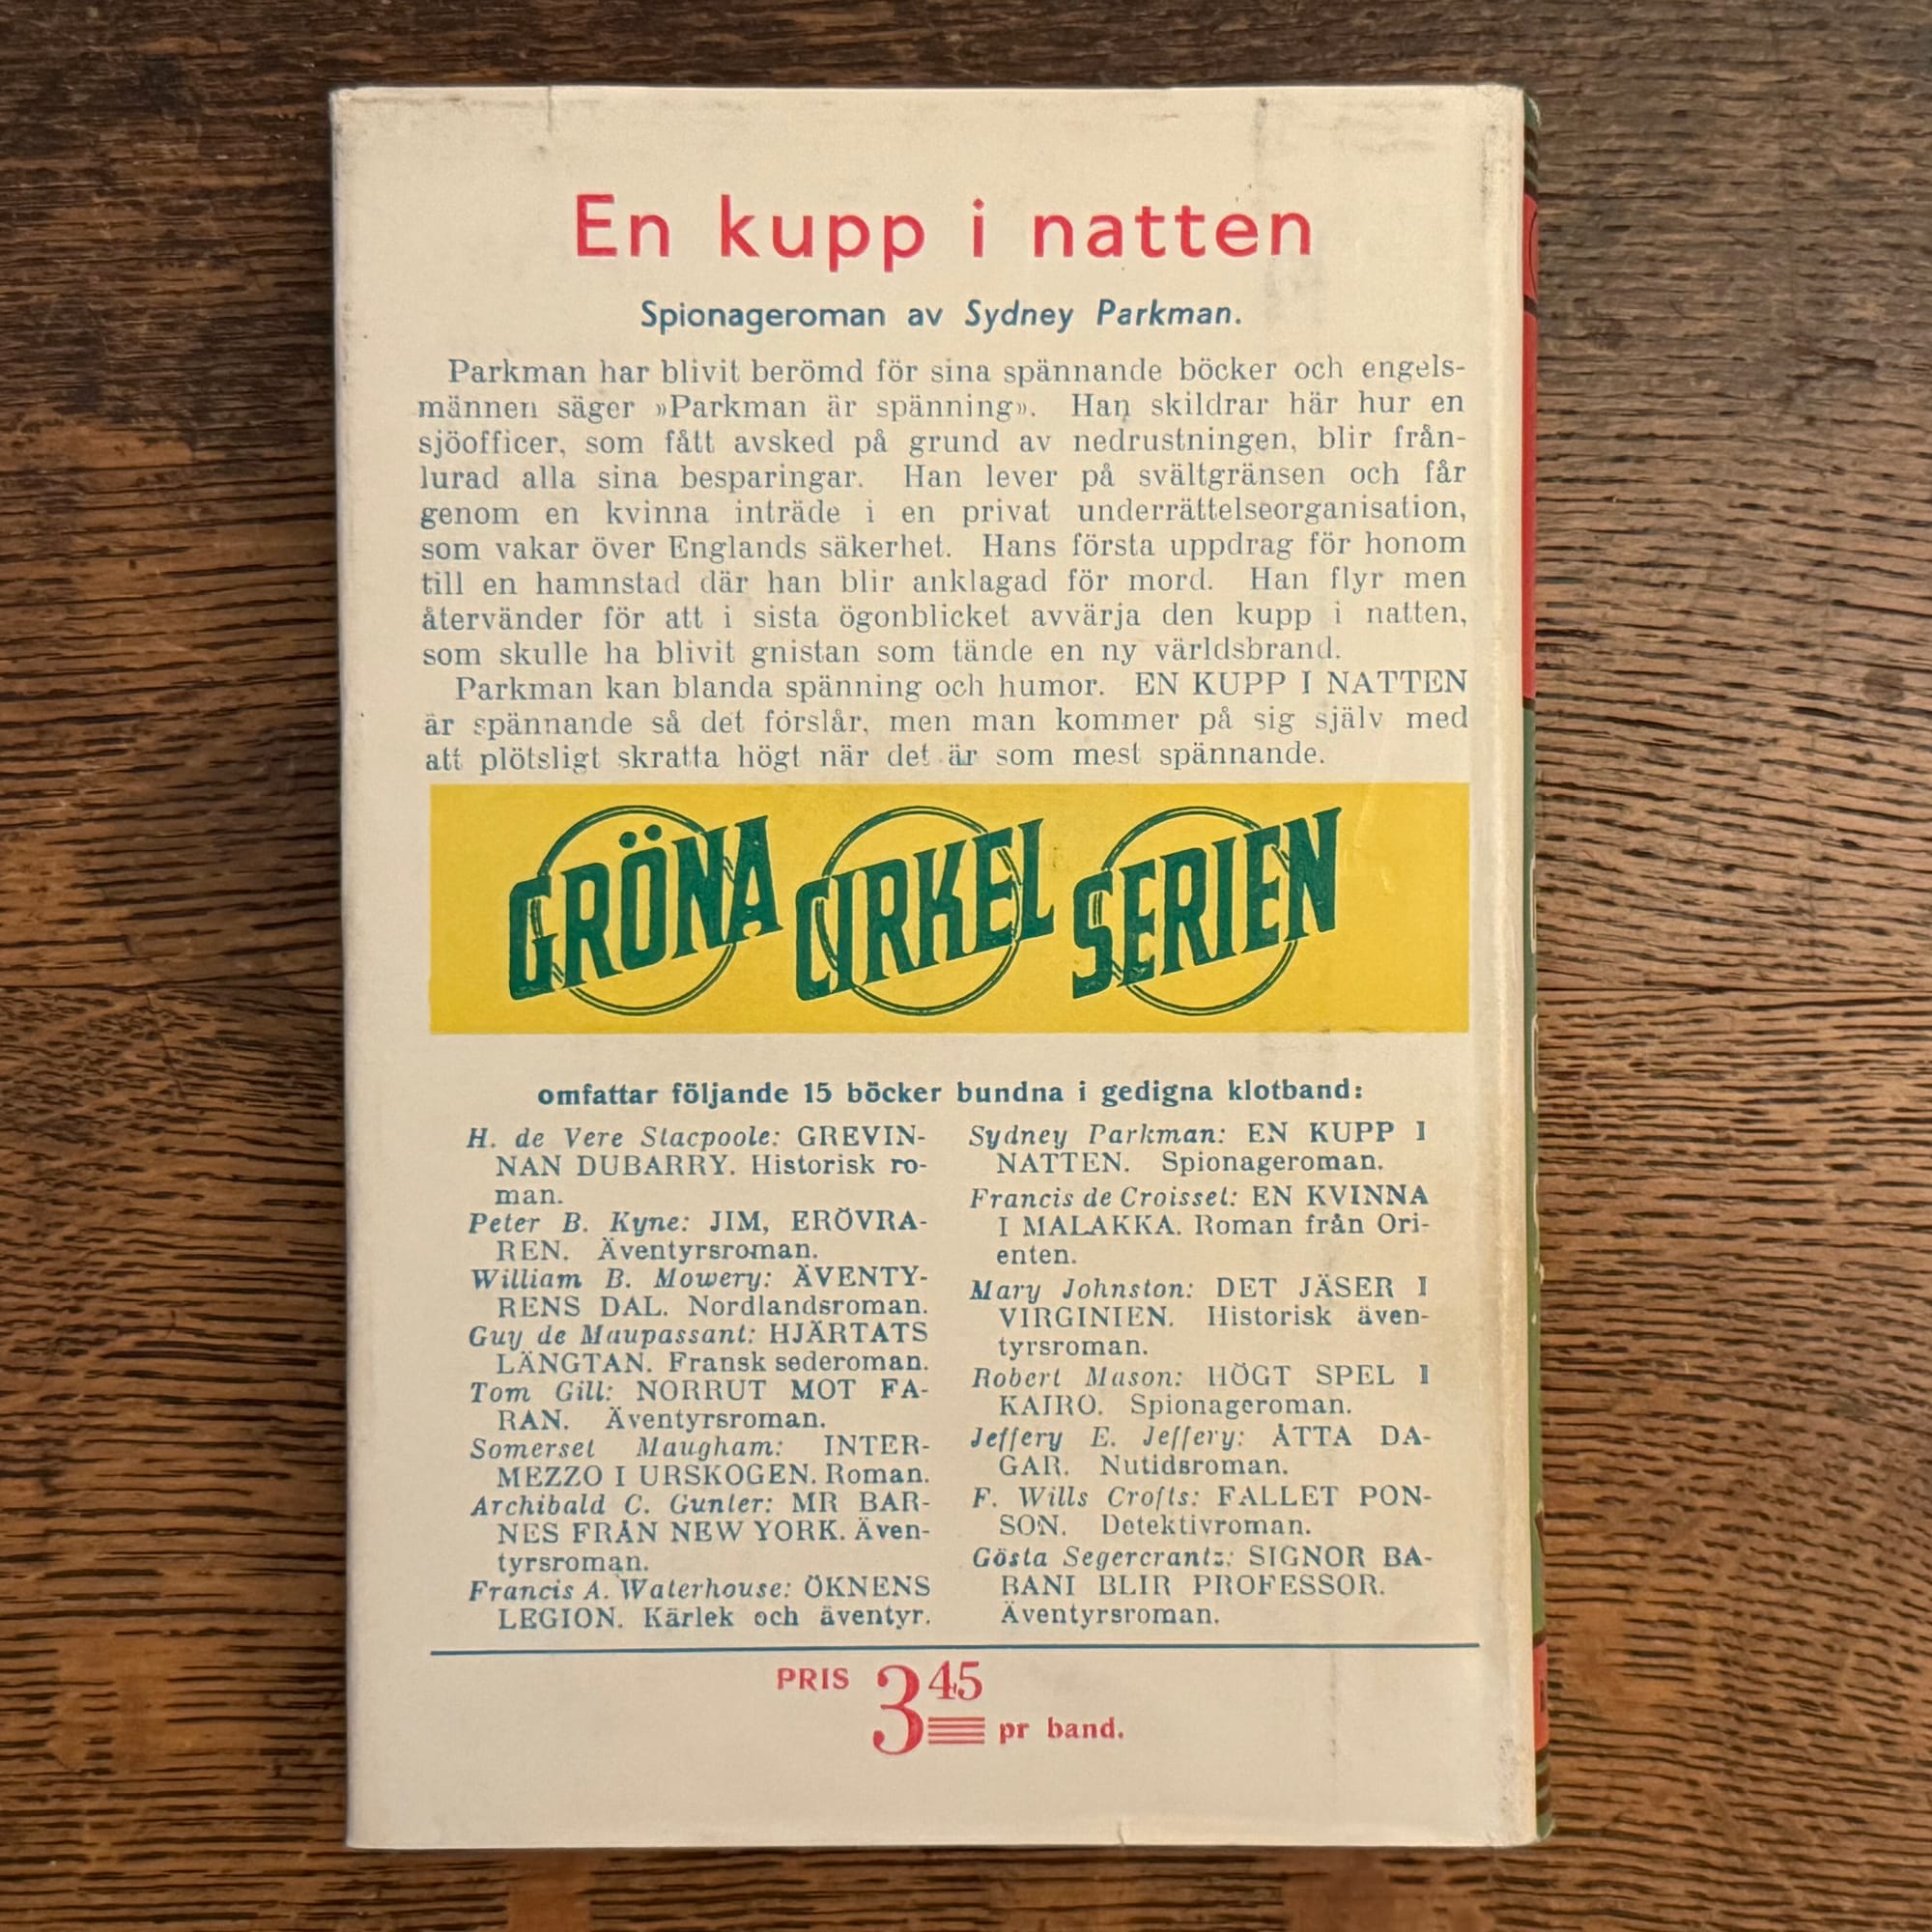 En kupp i natten
Spionageroman av Sydney Parkman.
Parkman har blivit berömd för sina spännande böcker och engels-
männen säger »Parkman är spänning». Han skildrar här hur en
sjöofficer, som fått avsked på grund av nedrustningen, blir från-
lurad alla sina besparingar. Han lever på svältgränsen och får
genom en kvinna inträde i en privat underrättelseorganisation,
som vakar över Englands säkerhet. Hans första uppdrag för honom
till en hamnstad där han blir anklagad för mord. Han flyr men
återvänder för att i sista ögonblicket avvärja den kupp i natten,
som skulle ha blivit gnistan som tände en ny världsbrand.
Parkman kan blanda spänning och humor. EN KUPP I NATTEN
är spännande så det förslår, men man kommer på sig själv med
att plötsligt skratta högt när det är som mest spännande.
GRÖNA CIRKEL SERIEN
omfattar följande 15 böcker bundna i gedigna klotband:
H. de Vere Stacpoole: GREVIN-
NAN DUBARRY. Historisk ro-
man.
Peter B. Kyne: JIM, ERÖVRA-
REN. Äventyrsroman.
William B. Mowery: ÄVENTY-
RENS DAL. Nordlandsroman.
Guy de Maupassant: HJÄRTATS
LÄNGTAN. Fransk sederoman.
Tom Gill: NORRUT MOT FA-
RAN. Äventyrsroman.
Somerset Maugham: INTER-
MEZZO I URSKOGEN. Roman.
Archibald C. Gunter: MR BAR-
NES FRÅN NEW YORK. Även-
tyrsroman.
Francis A. Waterhouse: ÖKNENS
LEGION. Kärlek och äventyr.
Sydney Parkman: EN KUPP I
NATTEN. Spionageroman.
Francis de Croisset: EN KVINNA
I MALAKKA. Roman från Ori-
enten.
Mary Johnston: DET JÄSER I
VIRGINIEN. Historisk även-
tyrsroman.
Robert Mason: HÖGT SPEL I
KAIRO. Spionageroman.
Jeffery E. Jeffery: ÅTTA DA-
GAR. Nutidsroman.
F. Wills Crofts: FALLET PON-
SON. Detektivroman.
Gösta Segercrantz: SIGNOR BA-
RANI BLIR PROFESSOR.
Äventyrsroman.
PRIS 3 45 pr band.